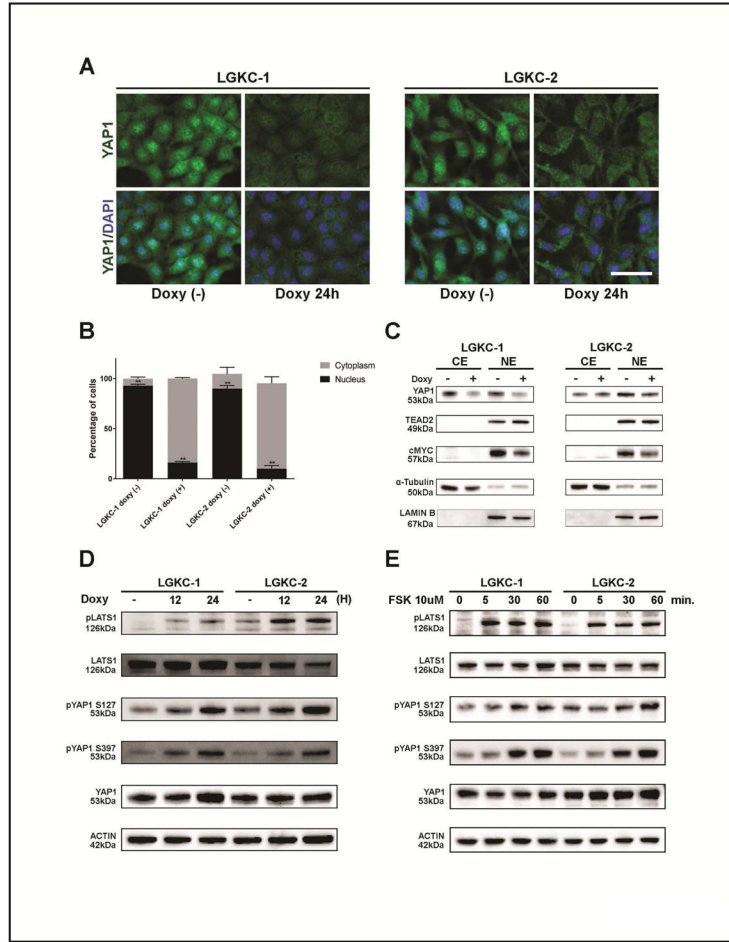 A
LGKC-1
LGKC-2
YAP1
YAP1/DAPI
Doxy (-)
Doxy 24h
Doxy (-)
Doxy 24h
B
Percentage of cells
100
50
0
**
**
**
**
Cytoplasm
Nucleus
LGKC-1 doxy (-)
LGKC-1 doxy (+)
LGKC-2 doxy (-)
LGKC-2 doxy (+)
C
LGKC-1
LGKC-2
CE NE CE NE
Doxy - + - + - + - +
YAP1
53kDa
TEAD2
49kDa
cMYC
57kDa
α-Tubulin
50kDa
LAMIN B
67kDa
D
LGKC-1 LGKC-2
Doxy - 12 24 - 12 24 (H)
pLATS1
126kDa
LATS1
126kDa
pYAP1 S127
53kDa
pYAP1 S397
53kDa
YAP1
53kDa
ACTIN
42kDa
E
LGKC-1 LGKC-2
FSK 10uM 0 5 30 60 0 5 30 60 min.
pLATS1
126kDa
LATS1
126kDa
pYAP1 S127
53kDa
pYAP1 S397
53kDa
YAP1
53kDa
ACTIN
42kDa